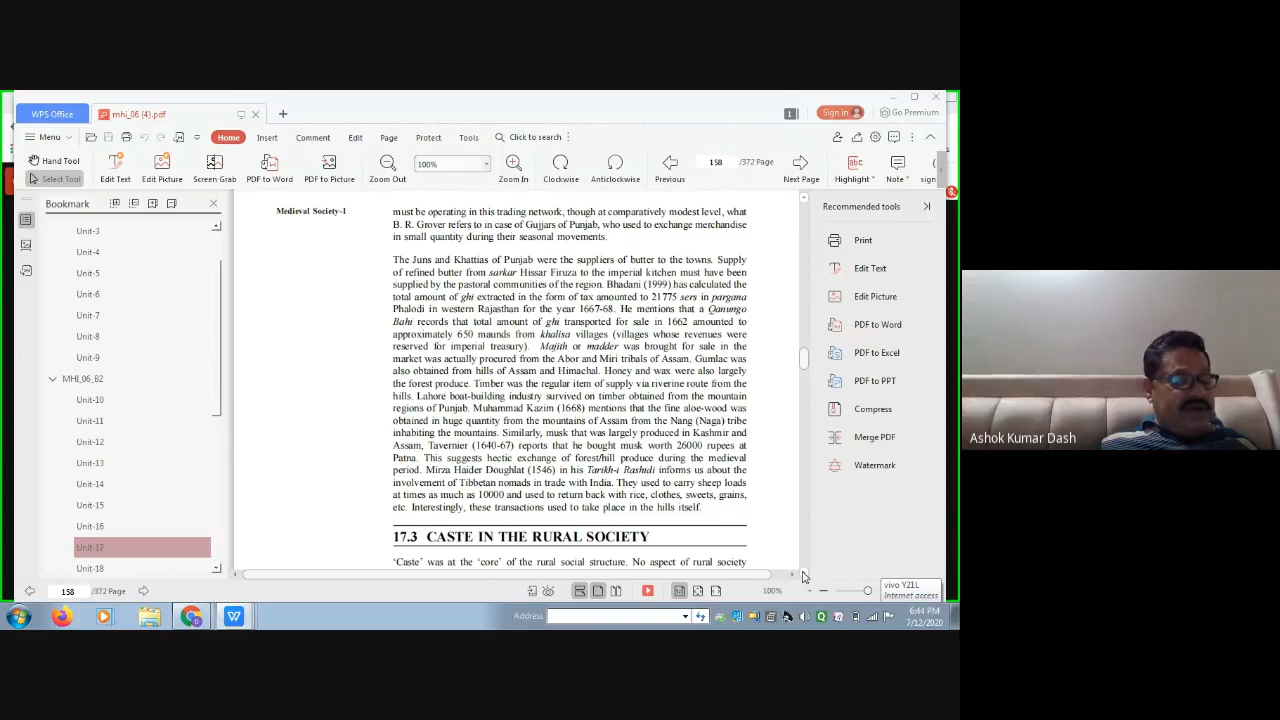 WPS Office
mhi_06 (4).pdf
1
Sign in
Go Premium
Menu
Home
Insert
Comment
Edit
Page
Protect
Tools
Click to search
Hand Tool
Select Tool
Edit Text
Edit Picture
Screen Grab
PDF to Word
PDF to Picture
Zoom Out
100%
Zoom In
Clockwise
Anticlockwise
Previous
158
/372 Page
Next Page
Highlight
Note
sign
Bookmark
Unit-3
Unit-4
Unit-5
Unit-6
Unit-7
Unit-8
Unit-9
MHI_06_B2
Unit-10
Unit-11
Unit-12
Unit-13
Unit-14
Unit-15
Unit-16
Unit-17
Unit-18
Medieval Society-1
must be operating in this trading network, though at comparatively modest level, what
B. R. Grover refers to in case of Gujjars of Punjab, who used to exchange merchandise
in small quantity during their seasonal movements.
The Juns and Khattias of Punjab were the suppliers of butter to the towns. Supply
of refined butter from sarkar Hissar Firuza to the imperial kitchen must have been
supplied by the pastoral communities of the region. Bhadani (1999) has calculated the
total amount of ghi extracted in the form of tax amounted to 21775 sers in pargana
Phalodi in western Rajasthan for the year 1667-68. He mentions that a Qanungo
Bahi records that total amount of ghi transported for sale in 1662 amounted to
approximately 650 maunds from khalisa villages (villages whose revenues were
reserved for imperial treasury). Majith or madder was brought for sale in the
market was actually procured from the Abor and Miri tribals of Assam. Gumlac was
also obtained from hills of Assam and Himachal. Honey and wax were also largely
the forest produce. Timber was the regular item of supply via riverine route from the
hills. Lahore boat-building industry survived on timber obtained from the mountain
regions of Punjab. Muhammad Kazim (1668) mentions that the fine aloe-wood was
obtained in huge quantity from the mountains of Assam from the Nang (Naga) tribe
inhabiting the mountains. Similarly, musk that was largely produced in Kashmir and
Assam, Tavernier (1640-67) reports that he bought musk worth 26000 rupees at
Patna. This suggests hectic exchange of forest/hill produce during the medieval
period. Mirza Haider Doughlat (1546) in his Tarikh-i Rashidi informs us about the
involvement of Tibbetan nomads in trade with India. They used to carry sheep loads
at times as much as 10000 and used to return back with rice, clothes, sweets, grains,
etc. Interestingly, these transactions used to take place in the hills itself.
17.3 CASTE IN THE RURAL SOCIETY
‘Caste’ was at the ‘core’ of the rural social structure. No aspect of rural society
Recommended tools
Print
Edit Text
Edit Picture
PDF to Word
PDF to Excel
PDF to PPT
Compress
Merge PDF
Watermark
158
/372 Page
100%
vivo Y21L
Internet access
Address
6:44 PM
7/12/2020
Ashok Kumar Dash